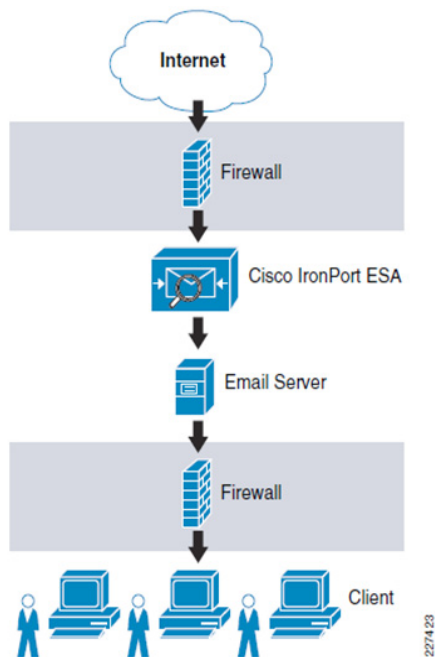 Internet
Firewall
Cisco IronPort ESA
Email Server
Firewall
Client
227423